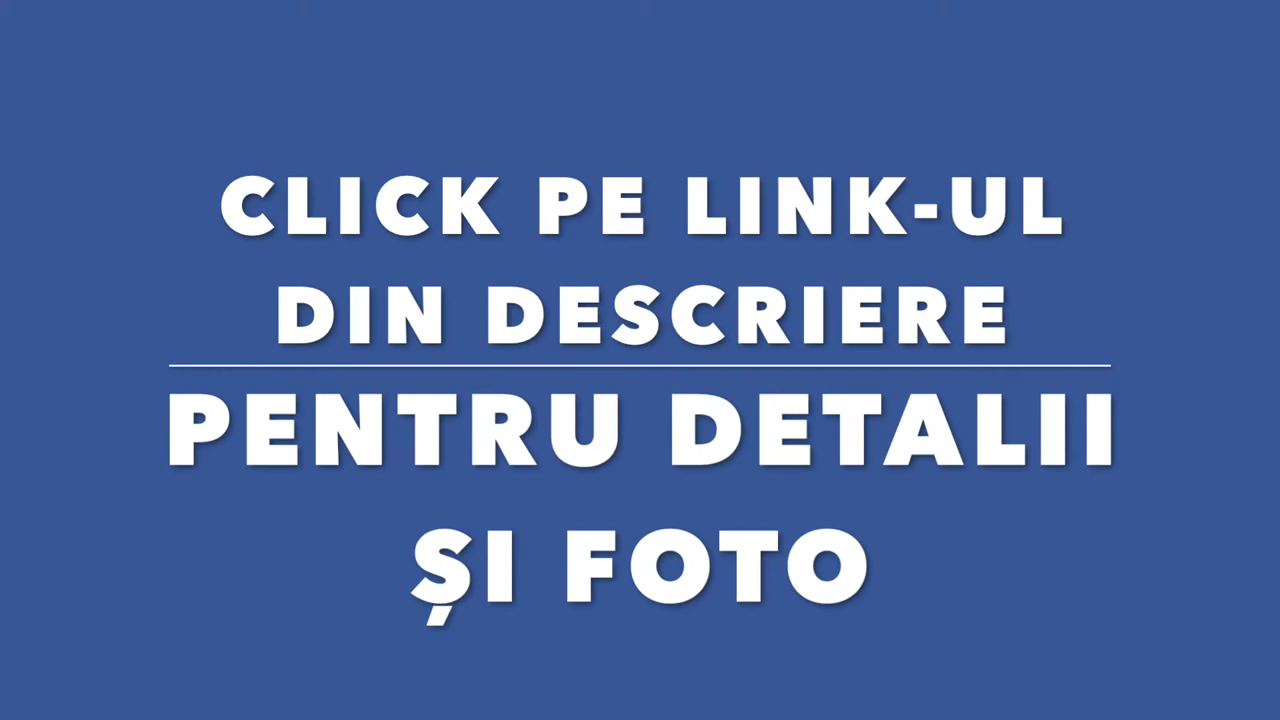 CLICK PE LINK-UL
DIN DESCRIERE
PENTRU DETALII
ȘI FOTO